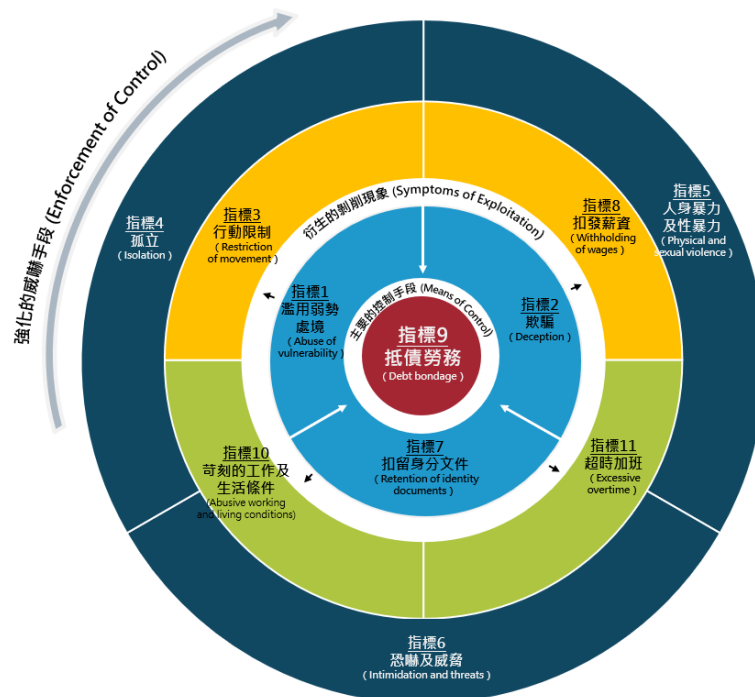 強化的威嚇手段 (Enforcement of Control)
指標4
孤立
(Isolation)
指標3
行動限制
(Restriction
of movement)
衍生的剝削現象 (Symptoms of Exploitation)
指標8
扣發薪資
(Withholding
of wages)
指標5
人身暴力
及性暴力
(Physical and
sexual violence)
指標1
濫用弱勢
處境
(Abuse of
vulnerability)
主要的控制手段 (Means of Control)
指標9
抵債勞務
(Debt bondage)
指標2
欺騙
(Deception)
指標10
苛刻的工作及
生活條件
(Abusive working
and living conditions)
指標7
扣留身分文件
(Retention of identity
documents)
指標11
超時加班
(Excessive
overtime)
指標6
恐嚇及威脅
(Intimidation and threats)